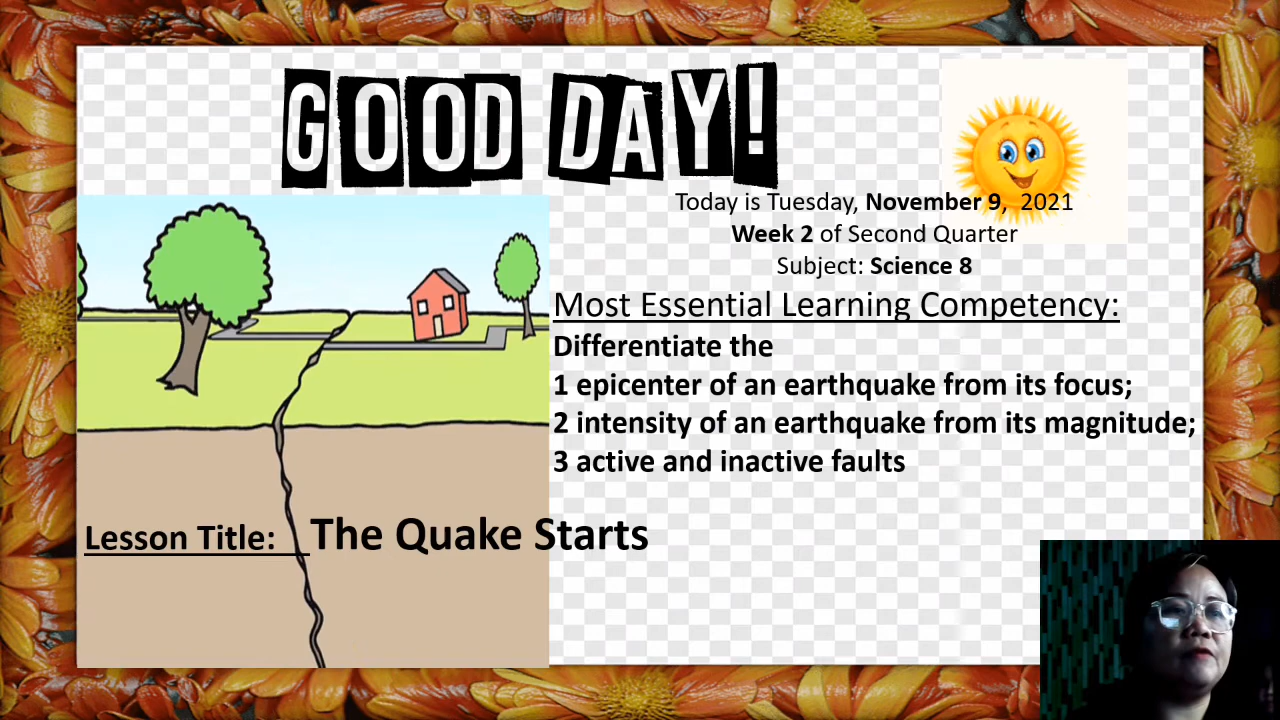 GOOD DAY!
Today is Tuesday, November 9, 2021
Week 2 of Second Quarter
Subject: Science 8
Most Essential Learning Competency:
Differentiate the
1 epicenter of an earthquake from its focus;
2 intensity of an earthquake from its magnitude;
3 active and inactive faults
Lesson Title: The Quake Starts